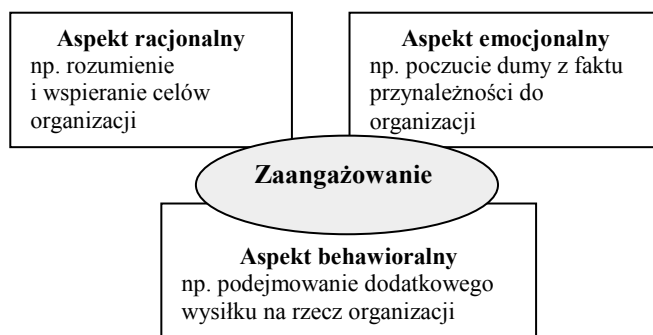 Aspekt racjonalny
np. rozumienie
i wspieranie celów
organizacji
Aspekt emocjonalny
np. poczucie dumy z faktu
przynależności do
organizacji
Zaangażowanie
Aspekt behawioralny
np. podejmowanie dodatkowego
wysiłku na rzecz organizacji